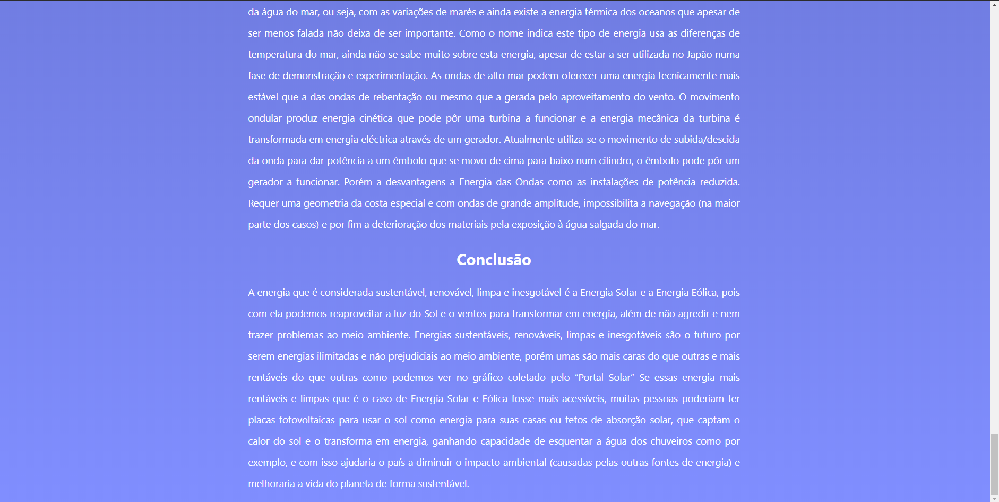 da água do mar, ou seja, com as variações de marés e ainda existe a energia térmica dos oceanos que apesar de
ser menos falada não deixa de ser importante. Como o nome indica este tipo de energia usa as diferenças de
temperatura do mar, ainda não se sabe muito sobre esta energia, apesar de estar a ser utilizada no Japão numa
fase de demonstração e experimentação. As ondas de alto mar podem oferecer uma energia tecnicamente mais
estável que a das ondas de rebentação ou mesmo que a gerada pelo aproveitamento do vento. O movimento
ondular produz energia cinética que pode pôr uma turbina a funcionar e a energia mecânica da turbina é
transformada em energia eléctrica através de um gerador. Atualmente utiliza-se o movimento de subida/descida
da onda para dar potência a um êmbolo que se movo de cima para baixo num cilindro, o êmbolo pode pôr um
gerador a funcionar. Porém a desvantagens a Energia das Ondas como as instalações de potência reduzida.
Requer uma geometria da costa especial e com ondas de grande amplitude, impossibilita a navegação (na maior
parte dos casos) e por fim a deterioração dos materiais pela exposição à água salgada do mar.
Conclusão
A energia que é considerada sustentável, renovável, limpa e inesgotável é a Energia Solar e a Energia Eólica, pois
com ela podemos reaproveitar a luz do Sol e o ventos para transformar em energia, além de não agredir e nem
trazer problemas ao meio ambiente. Energias sustentáveis, renováveis, limpas e inesgotáveis são o futuro por
serem energias ilimitadas e não prejudiciais ao meio ambiente, porém umas são mais caras do que outras e mais
rentáveis do que outras como podemos ver no gráfico coletado pelo “Portal Solar” Se essas energia mais
rentáveis e limpas que é o caso de Energia Solar e Eólica fosse mais acessíveis, muitas pessoas poderiam ter
placas fotovoltaicas para usar o sol como energia para suas casas ou tetos de absorção solar, que captam o
calor do sol e o transforma em energia, ganhando capacidade de esquentar a água dos chuveiros como por
exemplo, e com isso ajudaria o país a diminuir o impacto ambiental (causadas pelas outras fontes de energia) e
melhoraria a vida do planeta de forma sustentável.